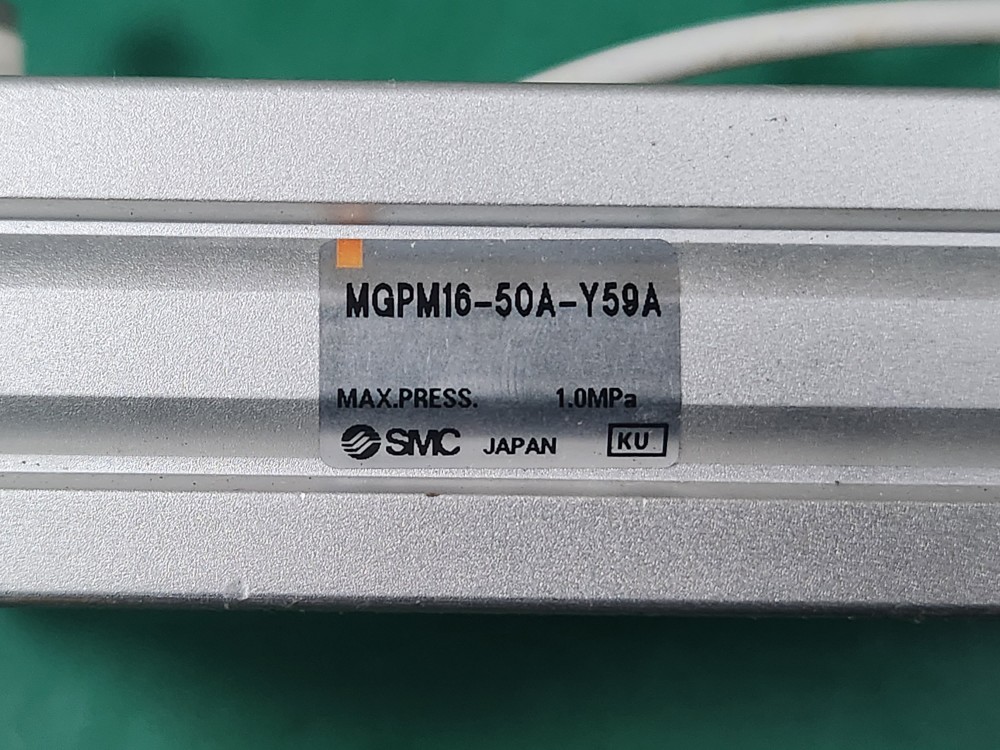 MGPM16-50A-Y59A
MAX.PRESS. 1.0MPa
SMC JAPAN KU